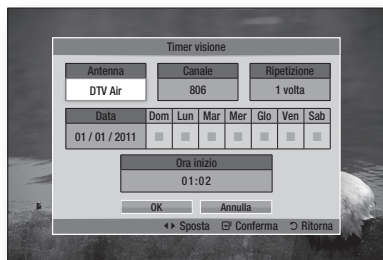 Timer visione
Antenna Canale Ripetizione
DTV Air 806 1 volta
Data Dom Lun Mar Mer Glo Ven Sab
01 / 01 / 2011
Ora inizio
01:02
OK Annulla
Sposta Conferma Ritorna